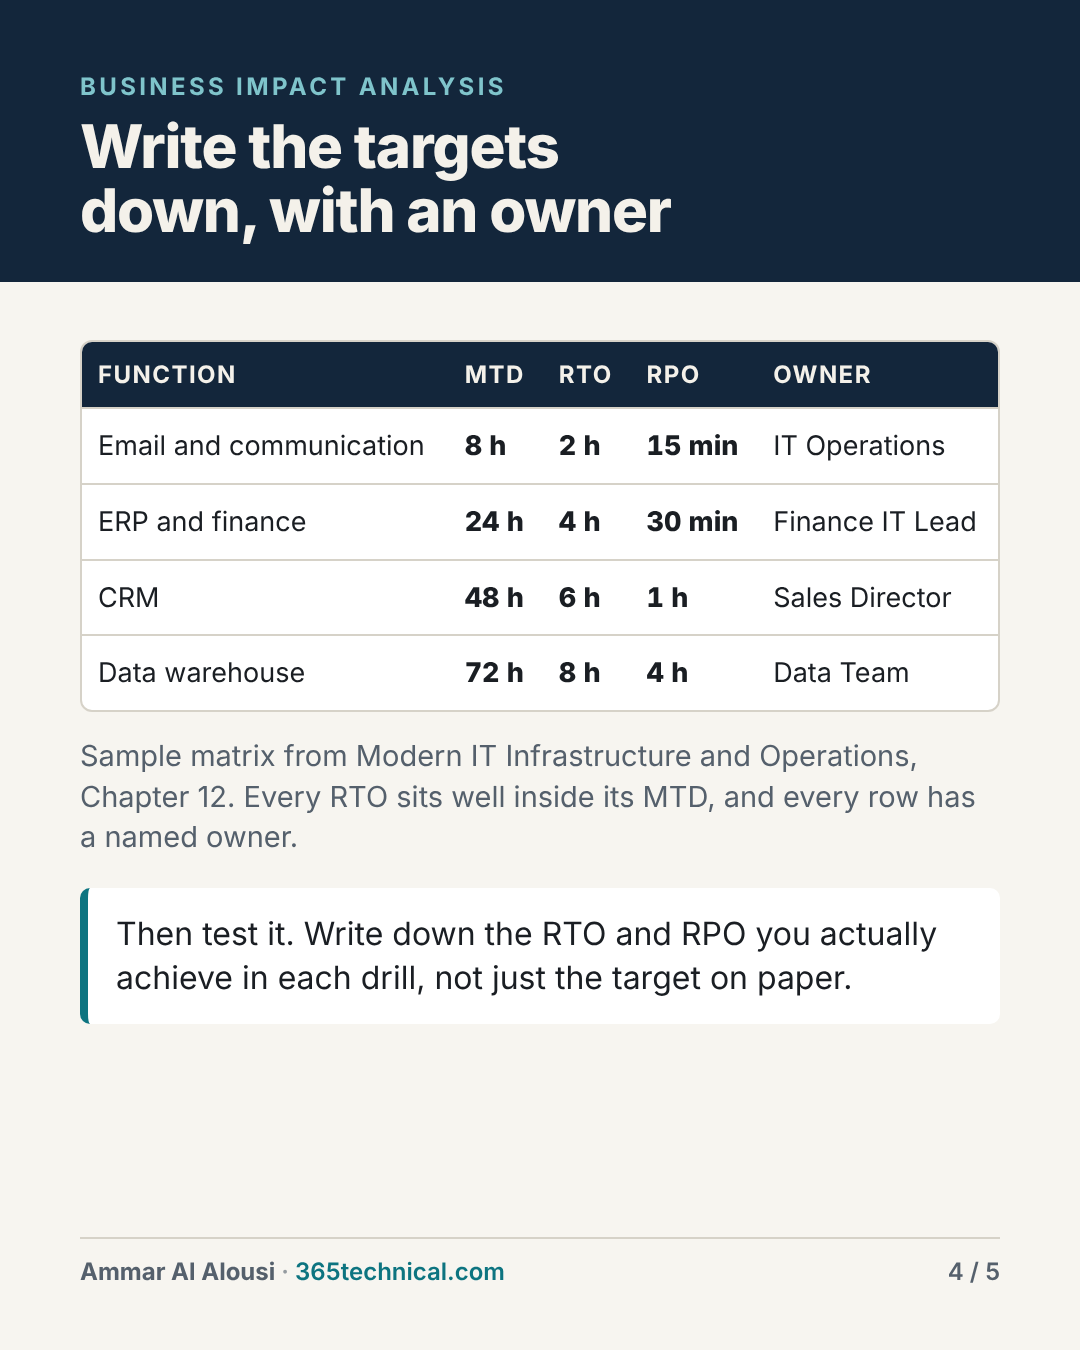 BUSINESS IMPACT ANALYSIS
Write the targets
down, with an owner
FUNCTION MTD RTO RPO OWNER
Email and communication 8 h 2 h 15 min IT Operations
ERP and finance 24 h 4 h 30 min Finance IT Lead
CRM 48 h 6 h 1 h Sales Director
Data warehouse 72 h 8 h 4 h Data Team
Sample matrix from Modern IT Infrastructure and Operations,
Chapter 12. Every RTO sits well inside its MTD, and every row has
a named owner.
Then test it. Write down the RTO and RPO you actually
achieve in each drill, not just the target on paper.
Ammar Al Alousi · 365technical.com 4 / 5